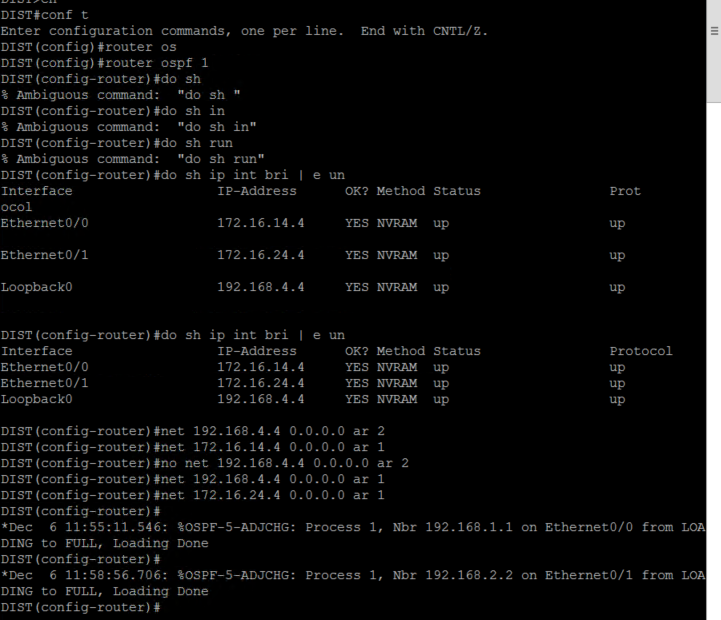 DIST>en
DIST#conf t
Enter configuration commands, one per line.  End with CNTL/Z.
DIST(config)#router os
DIST(config)#router ospf 1
DIST(config-router)#do sh
% Ambiguous command:  "do sh "
DIST(config-router)#do sh in
% Ambiguous command:  "do sh in"
DIST(config-router)#do sh run
% Ambiguous command:  "do sh run"
DIST(config-router)#do sh ip int bri | e un
Interface                  IP-Address      OK? Method Status                Prot
ocol
Ethernet0/0                172.16.14.4     YES NVRAM  up                    up
Ethernet0/1                172.16.24.4     YES NVRAM  up                    up
Loopback0                  192.168.4.4     YES NVRAM  up                    up
DIST(config-router)#do sh ip int bri | e un
Interface                  IP-Address      OK? Method Status                Protocol
Ethernet0/0                172.16.14.4     YES NVRAM  up                    up
Ethernet0/1                172.16.24.4     YES NVRAM  up                    up
Loopback0                  192.168.4.4     YES NVRAM  up                    up
DIST(config-router)#net 192.168.4.4 0.0.0.0 ar 2
DIST(config-router)#net 172.16.14.4 0.0.0.0 ar 1
DIST(config-router)#no net 192.168.4.4 0.0.0.0 ar 2
DIST(config-router)#net 192.168.4.4 0.0.0.0 ar 1
DIST(config-router)#net 172.16.24.4 0.0.0.0 ar 1
DIST(config-router)#
*Dec  6 11:55:11.546: %OSPF-5-ADJCHG: Process 1, Nbr 192.168.1.1 on Ethernet0/0 from LOA
DING to FULL, Loading Done
DIST(config-router)#
*Dec  6 11:58:56.706: %OSPF-5-ADJCHG: Process 1, Nbr 192.168.2.2 on Ethernet0/1 from LOA
DING to FULL, Loading Done
DIST(config-router)#